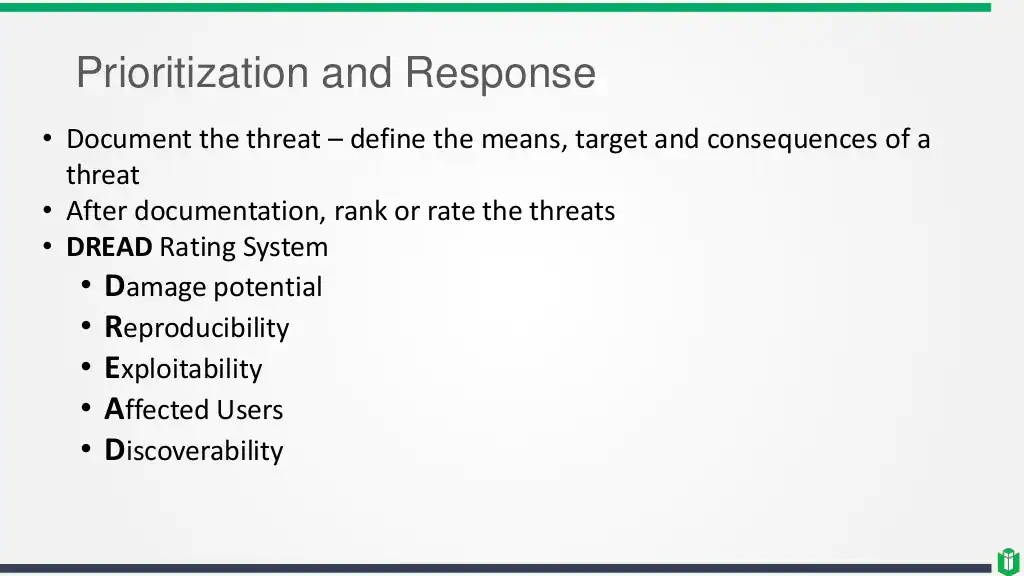 Prioritization and Response
• Document the threat – define the means, target and consequences of a
threat
• After documentation, rank or rate the threats
• DREAD Rating System
• Damage potential
• Reproducibility
• Exploitability
• Affected Users
• Discoverability